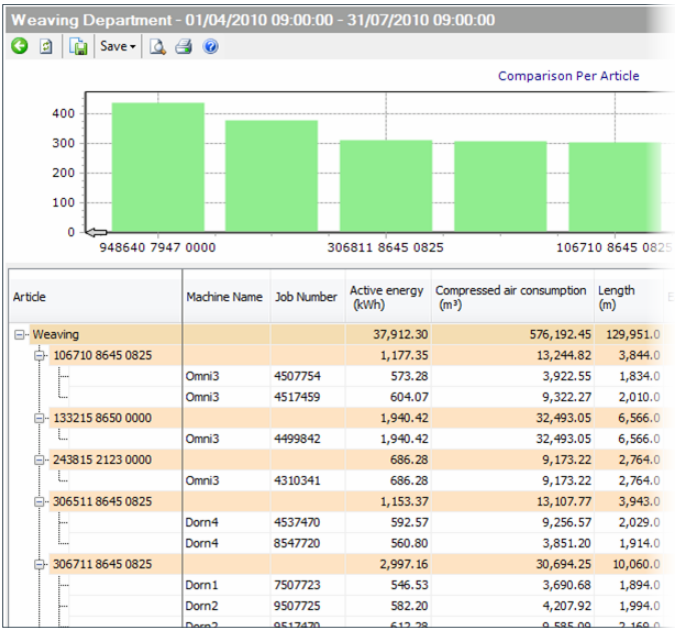 Weaving Department - 01/04/2010 09:00:00 - 31/07/2010 09:00:00
Save
Comparison Per Article
400
300
200
100
0
948640 7947 0000 306811 8645 0825 106710 8645 0825
Article Machine Name Job Number Active energy (kWh) Compressed air consumption (m³) Length (m)
Weaving 37,912.30 576,192.45 129,951.0
106710 8645 0825 1,177.35 13,244.82 3,844.0
Omni3 4507754 573.28 3,922.55 1,834.0
Omni3 4517459 604.07 9,322.27 2,010.0
133215 8650 0000 1,940.42 32,493.05 6,566.0
Omni3 4499842 1,940.42 32,493.05 6,566.0
243815 2123 0000 686.28 9,173.22 2,764.0
Omni3 4310341 686.28 9,173.22 2,764.0
306511 8645 0825 1,153.37 13,107.77 3,943.0
Dorn4 4537470 592.57 9,256.57 2,029.0
Dorn4 8547720 560.80 3,851.20 1,914.0
306711 8645 0825 2,997.16 30,694.25 10,060.0
Dorn1 7507723 546.53 3,690.68 1,894.0
Dorn2 9507725 582.20 4,207.92 1,994.0
Dorn2 9517470 612.28 9,585.09 2,169.0